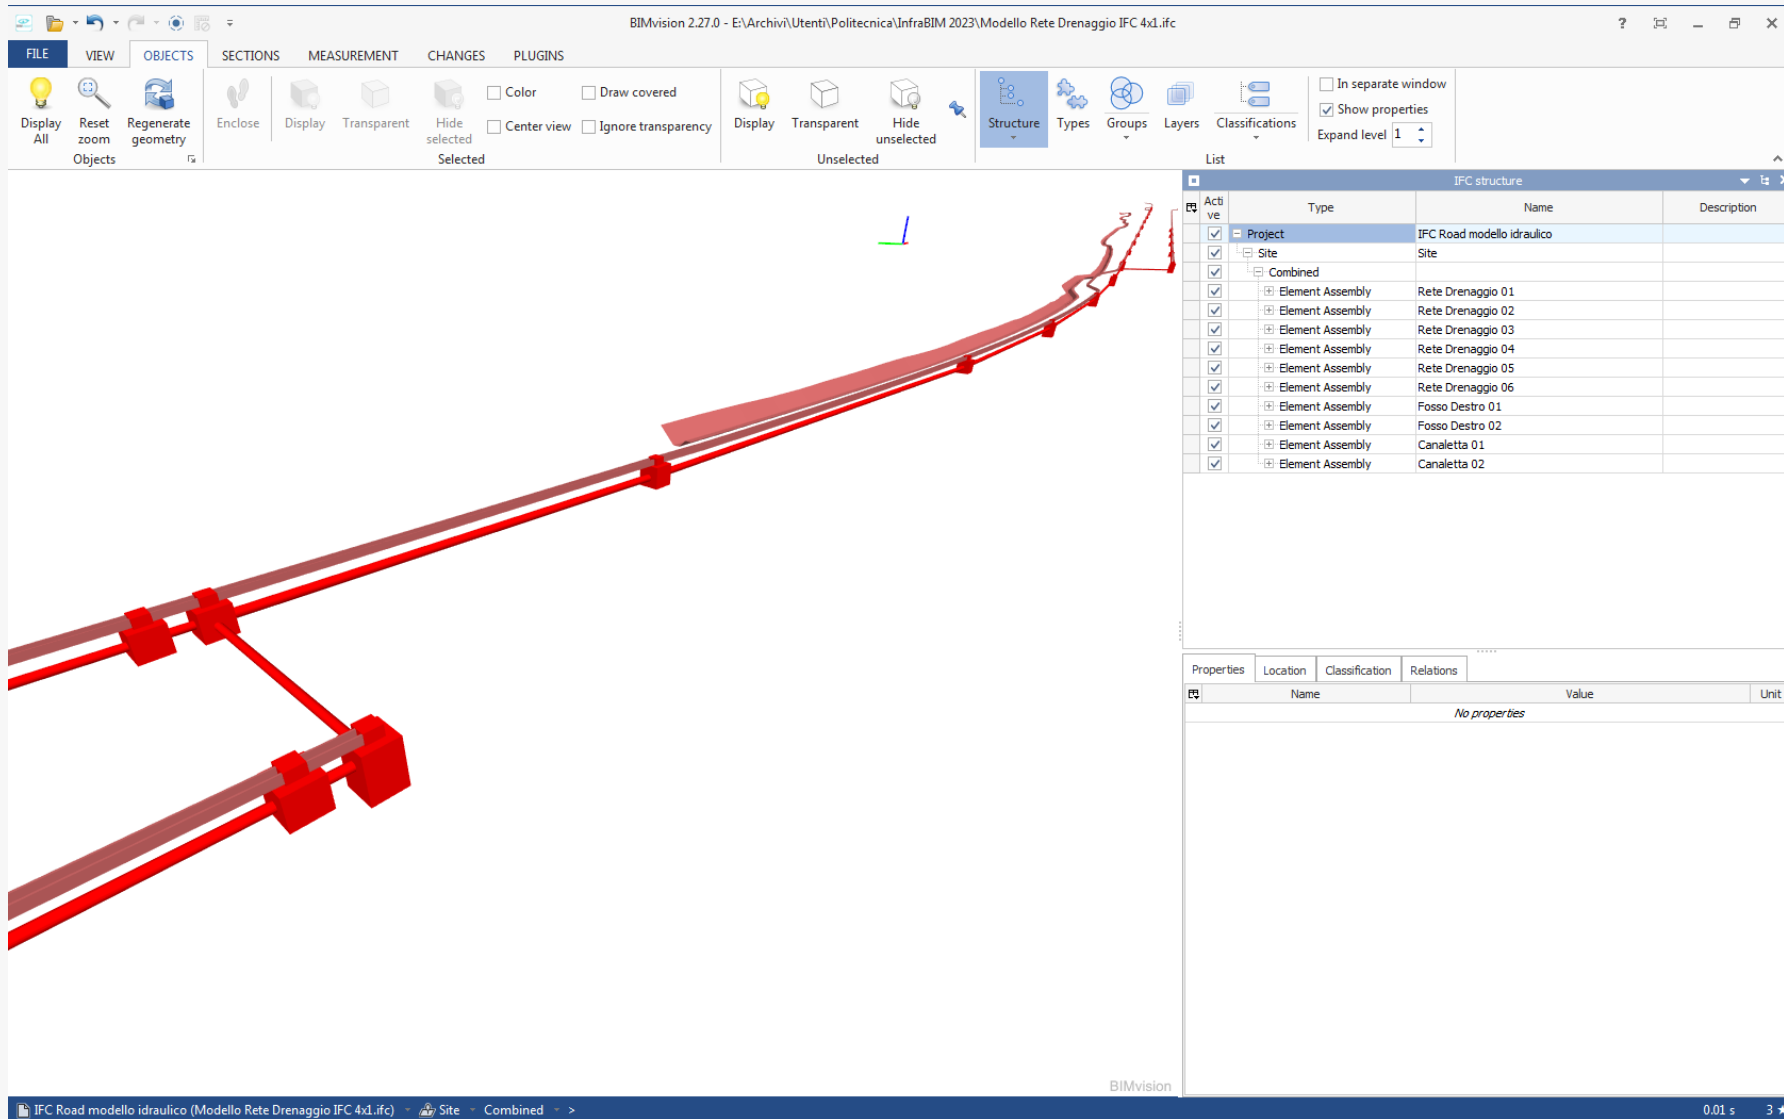 BIMvision 2.27.0 - E:\Archivi\Utenti\Politecnica\InfraBIM 2023\Modello Rete Drenaggio IFC 4x1.ifc
FILE VIEW OBJECTS SECTIONS MEASUREMENT CHANGES PLUGINS
Display All
Reset zoom
Regenerate geometry
Objects
Enclose
Display
Transparent
Hide selected
Color
Center view
Draw covered
Ignore transparency
Selected
Display
Transparent
Hide unselected
Unselected
Structure
Types
Groups
Layers
Classifications
In separate window
Show properties
Expand level 1
List
IFC structure
Active Type Name Description
Project IFC Road modello idraulico
Site Site
Combined
Element Assembly Rete Drenaggio 01
Element Assembly Rete Drenaggio 02
Element Assembly Rete Drenaggio 03
Element Assembly Rete Drenaggio 04
Element Assembly Rete Drenaggio 05
Element Assembly Rete Drenaggio 06
Element Assembly Fosso Destro 01
Element Assembly Fosso Destro 02
Element Assembly Canaletta 01
Element Assembly Canaletta 02
Properties Location Classification Relations
Name Value Unit
No properties
BIMvision
IFC Road modello idraulico (Modello Rete Drenaggio IFC 4x1.ifc) Site Combined >
0.01 s 3